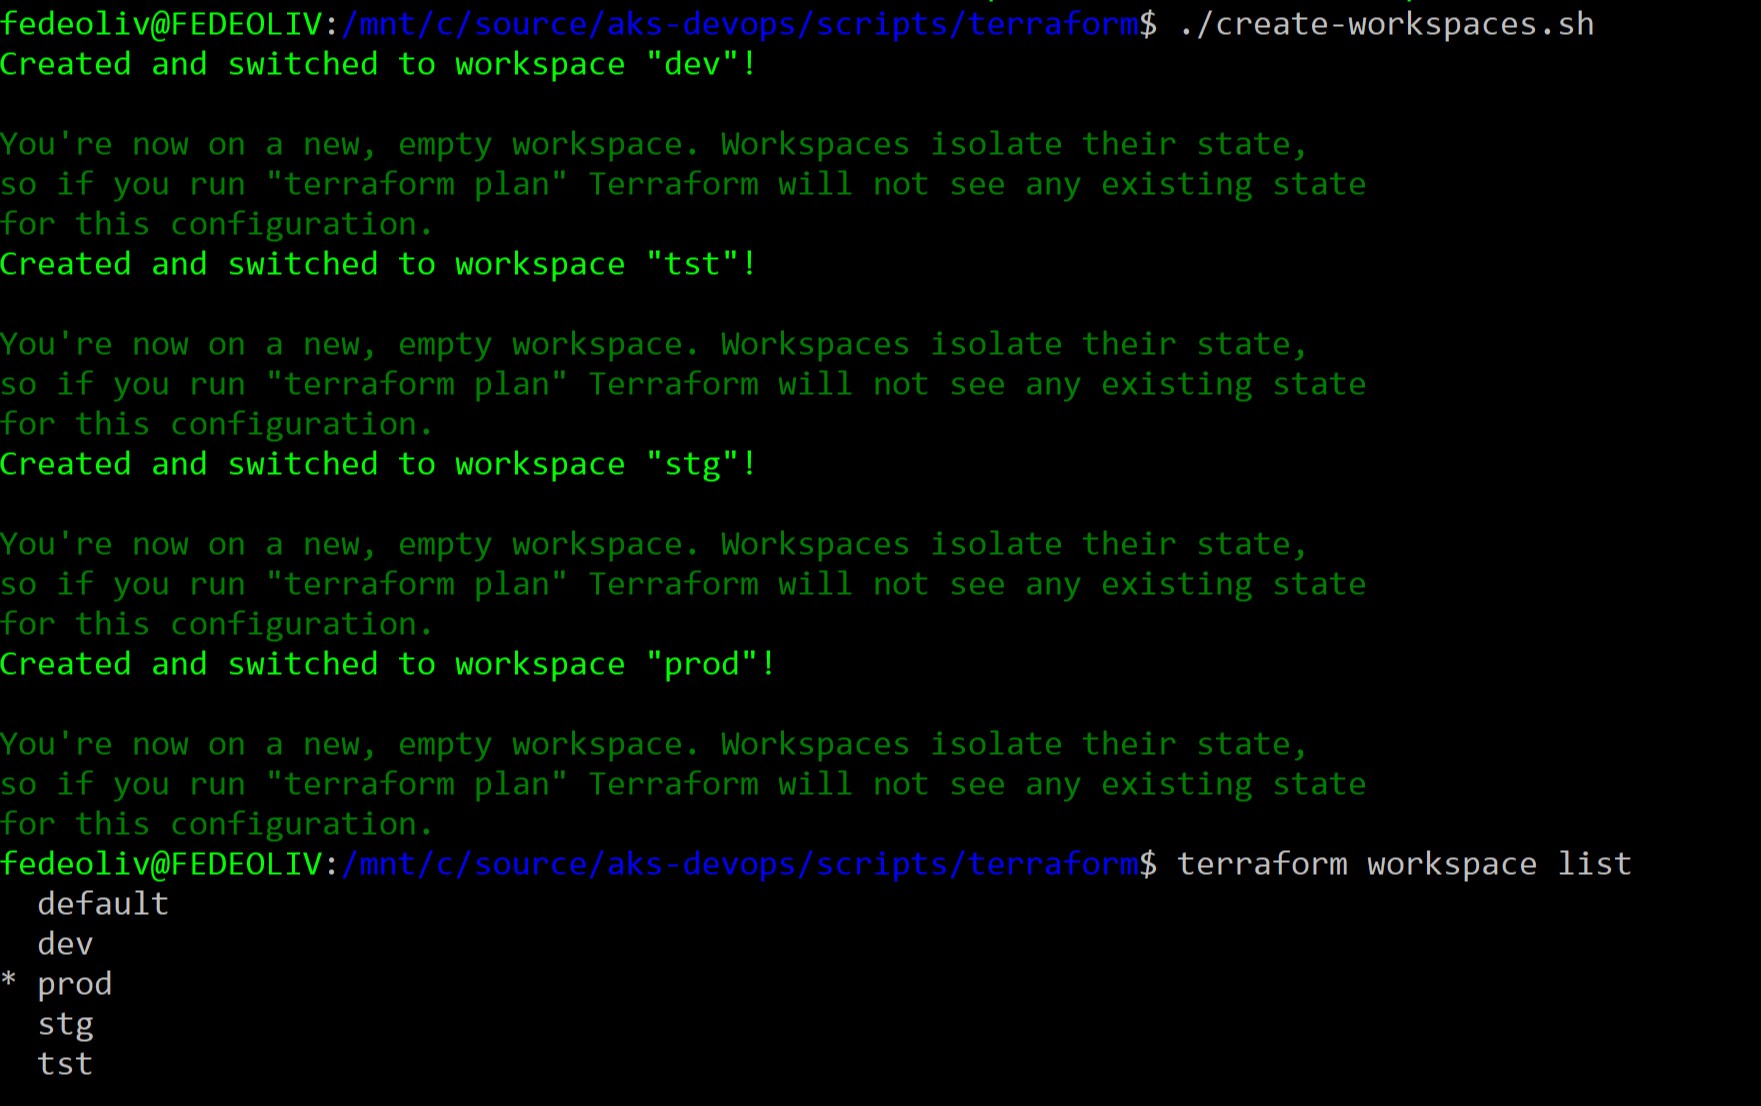 fedeoliv@FEDEOLIV:/mnt/c/source/aks-devops/scripts/terraform$ ./create-workspaces.sh
Created and switched to workspace "dev"!
You're now on a new, empty workspace. Workspaces isolate their state,
so if you run "terraform plan" Terraform will not see any existing state
for this configuration.
Created and switched to workspace "tst"!
You're now on a new, empty workspace. Workspaces isolate their state,
so if you run "terraform plan" Terraform will not see any existing state
for this configuration.
Created and switched to workspace "stg"!
You're now on a new, empty workspace. Workspaces isolate their state,
so if you run "terraform plan" Terraform will not see any existing state
for this configuration.
Created and switched to workspace "prod"!
You're now on a new, empty workspace. Workspaces isolate their state,
so if you run "terraform plan" Terraform will not see any existing state
for this configuration.
fedeoliv@FEDEOLIV:/mnt/c/source/aks-devops/scripts/terraform$ terraform workspace list
  default
  dev
* prod
  stg
  tst